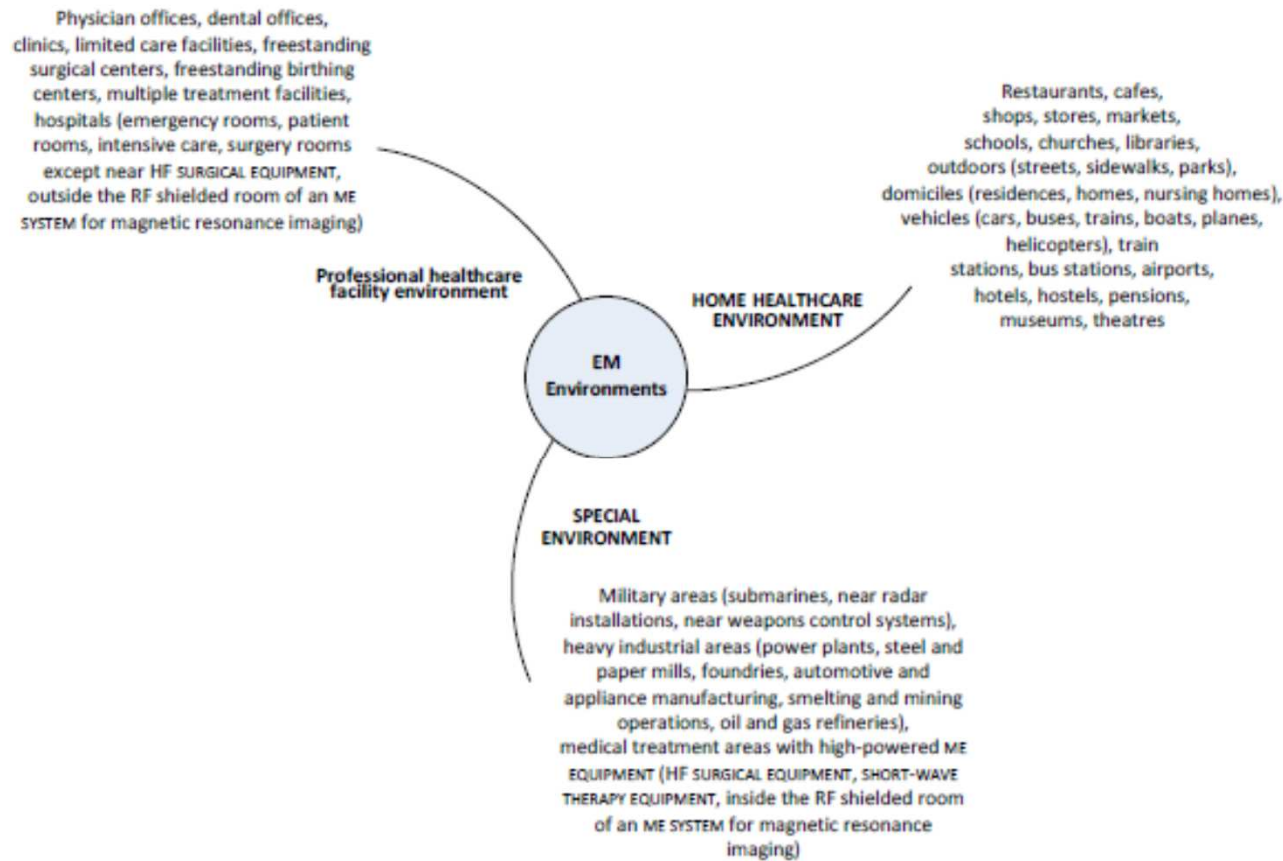 Physician offices, dental offices,
clinics, limited care facilities, freestanding
surgical centers, freestanding birthing
centers, multiple treatment facilities,
hospitals (emergency rooms, patient
rooms, intensive care, surgery rooms
except near HF SURGICAL EQUIPMENT,
outside the RF shielded room of an ME
SYSTEM for magnetic resonance imaging)
Professional healthcare
facility environment
Restaurants, cafes,
shops, stores, markets,
schools, churches, libraries,
outdoors (streets, sidewalks, parks),
domiciles (residences, homes, nursing homes),
vehicles (cars, buses, trains, boats, planes,
helicopters), train
stations, bus stations, airports,
hotels, hostels, pensions,
museums, theatres
HOME HEALTHCARE
ENVIRONMENT
EM
Environments
SPECIAL
ENVIRONMENT
Military areas (submarines, near radar
installations, near weapons control systems),
heavy industrial areas (power plants, steel and
paper mills, foundries, automotive and
appliance manufacturing, smelting and mining
operations, oil and gas refineries),
medical treatment areas with high-powered ME
EQUIPMENT (HF SURGICAL EQUIPMENT, SHORT-WAVE
THERAPY EQUIPMENT, inside the RF shielded room
of an ME SYSTEM for magnetic resonance
imaging)